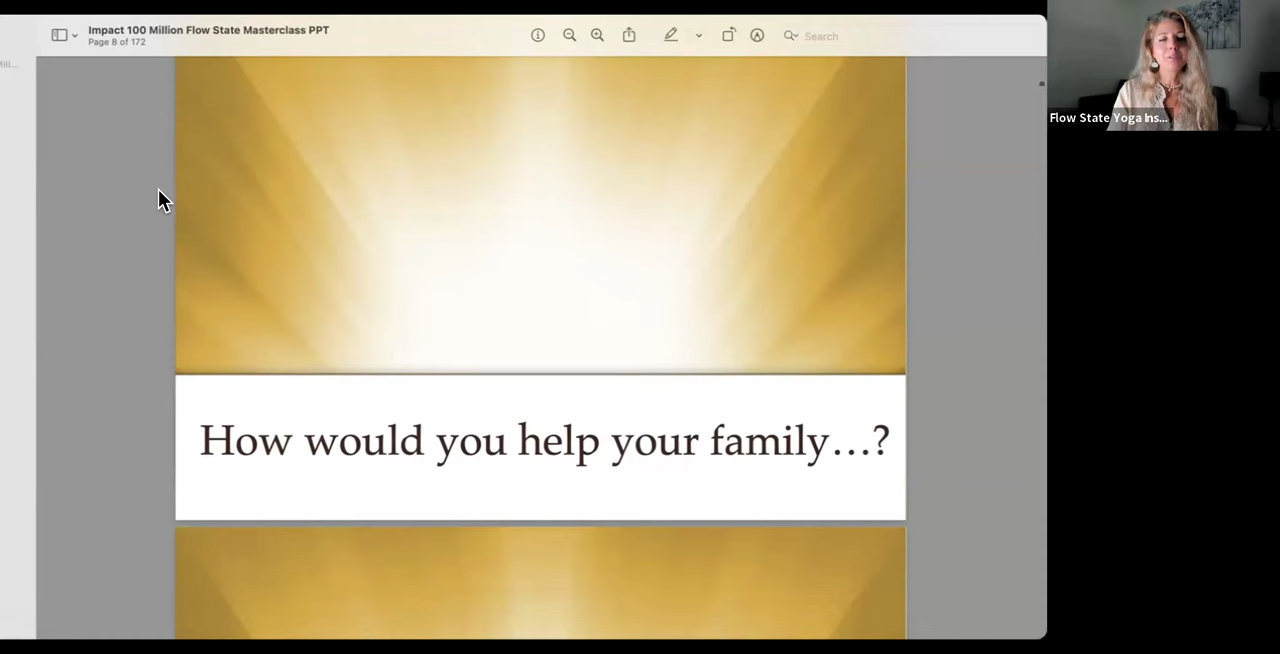 Impact 100 Million Flow State Masterclass PPT
Page 8 of 172
Search
Mill...
Flow State Yoga Ins...
How would you help your family...?